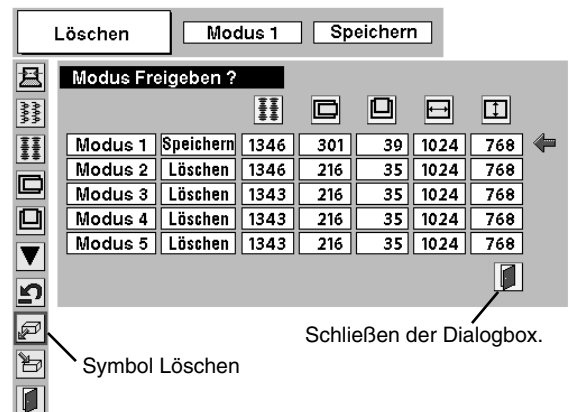 Löschen Modus 1 Speichern
Modus Freigeben ?
Modus 1 Speichern 1346 301 39 1024 768
Modus 2 Löschen 1346 216 35 1024 768
Modus 3 Löschen 1343 216 35 1024 768
Modus 4 Löschen 1343 216 35 1024 768
Modus 5 Löschen 1343 216 35 1024 768
Schließen der Dialogbox.
Symbol Löschen